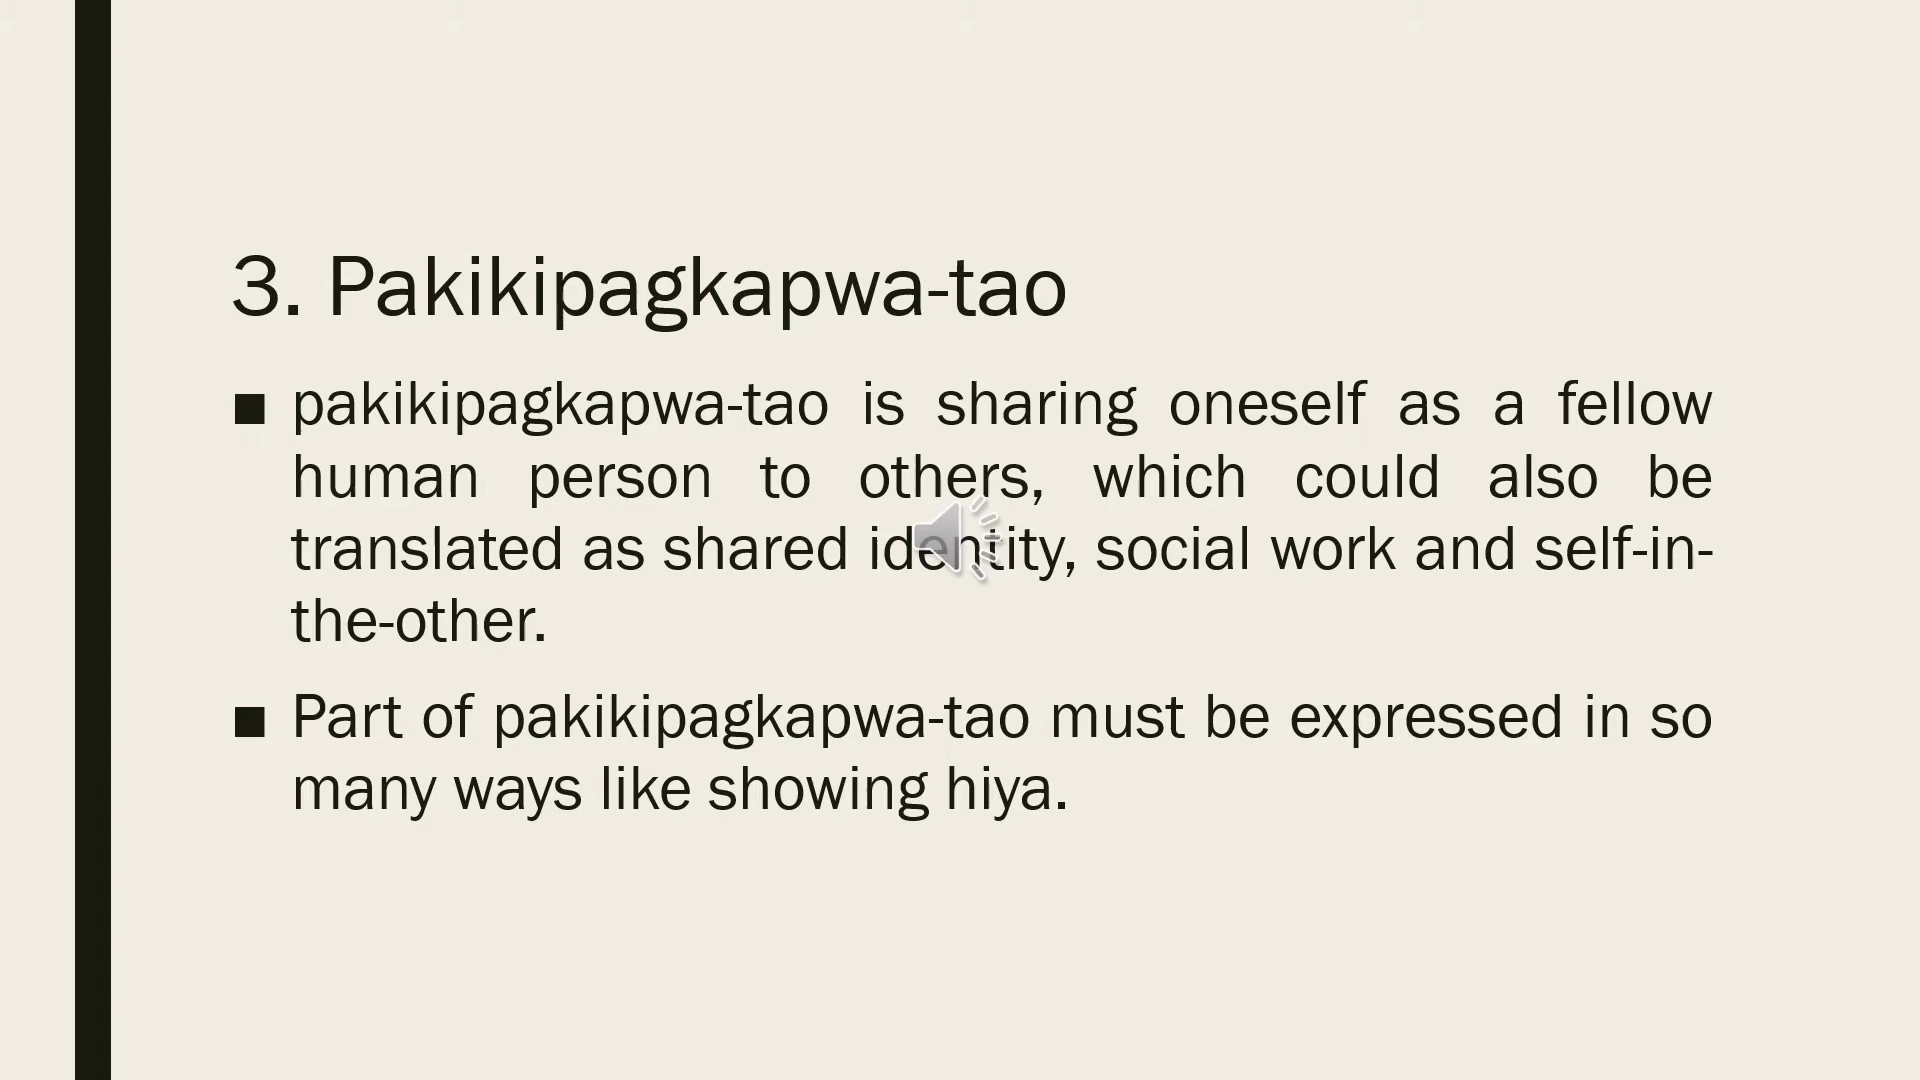 3. Pakikipagkapwa-tao
■ pakikipagkapwa-tao is sharing oneself as a fellow
human person to others, which could also be
translated as shared identity, social work and self-in-
the-other.
■ Part of pakikipagkapwa-tao must be expressed in so
many ways like showing hiya.